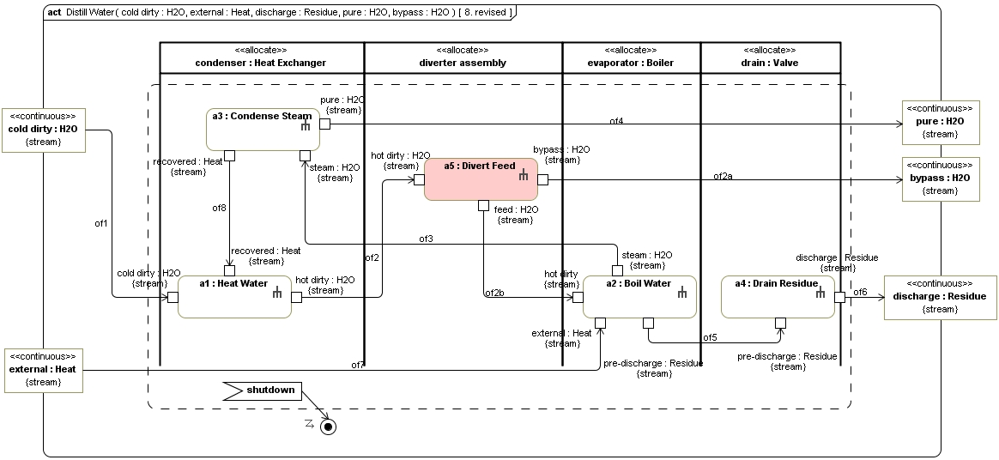 act Distill Water( cold dirty : H2O, external : Heat, discharge : Residue, pure : H2O, bypass : H2O ) [ 8. revised ]
<<allocate>>
condenser : Heat Exchanger
<<allocate>>
diverter assembly
<<allocate>>
evaporator : Boiler
<<allocate>>
drain : Valve
<<continuous>>
cold dirty : H2O
{stream}
a3 : Condense Steam
pure : H2O
{stream}
of4
<<continuous>>
pure : H2O
{stream}
recovered : Heat
{stream}
steam : H2O
{stream}
hot dirty : H2O
{stream}
a5 : Divert Feed
bypass : H2O
{stream}
of2a
<<continuous>>
bypass : H2O
{stream}
feed : H2O
{stream}
of1
of8
of3
of2
recovered : Heat
{stream}
cold dirty : H2O
{stream}
a1 : Heat Water
hot dirty : H2O
{stream}
of2b
hot dirty
{stream}
steam : H2O
{stream}
a2 : Boil Water
a4 : Drain Residue
discharge : Residue
{stream}
of6
<<continuous>>
discharge : Residue
{stream}
external : Heat
{stream}
of5
pre-discharge : Residue
{stream}
pre-discharge : Residue
{stream}
<<continuous>>
external : Heat
{stream}
of7
shutdown